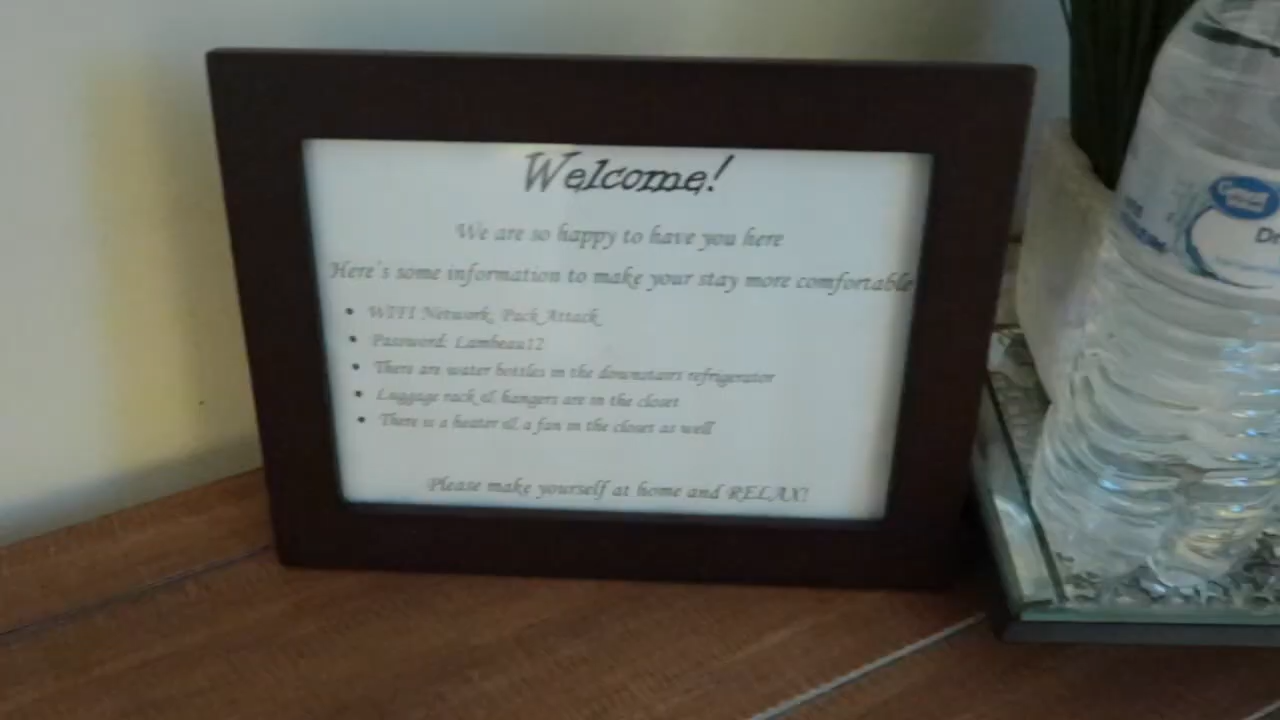 Welcome!
We are so happy to have you here
Here's some information to make your stay more comfortable
• WIFI Network: Pack Attack
• Password: Lambeau12
• There are water bottles in the downstairs refrigerator
• Luggage rack & hangers are in the closet
• There is a heater & a fan in the closet as well
Please make yourself at home and RELAX!
Great